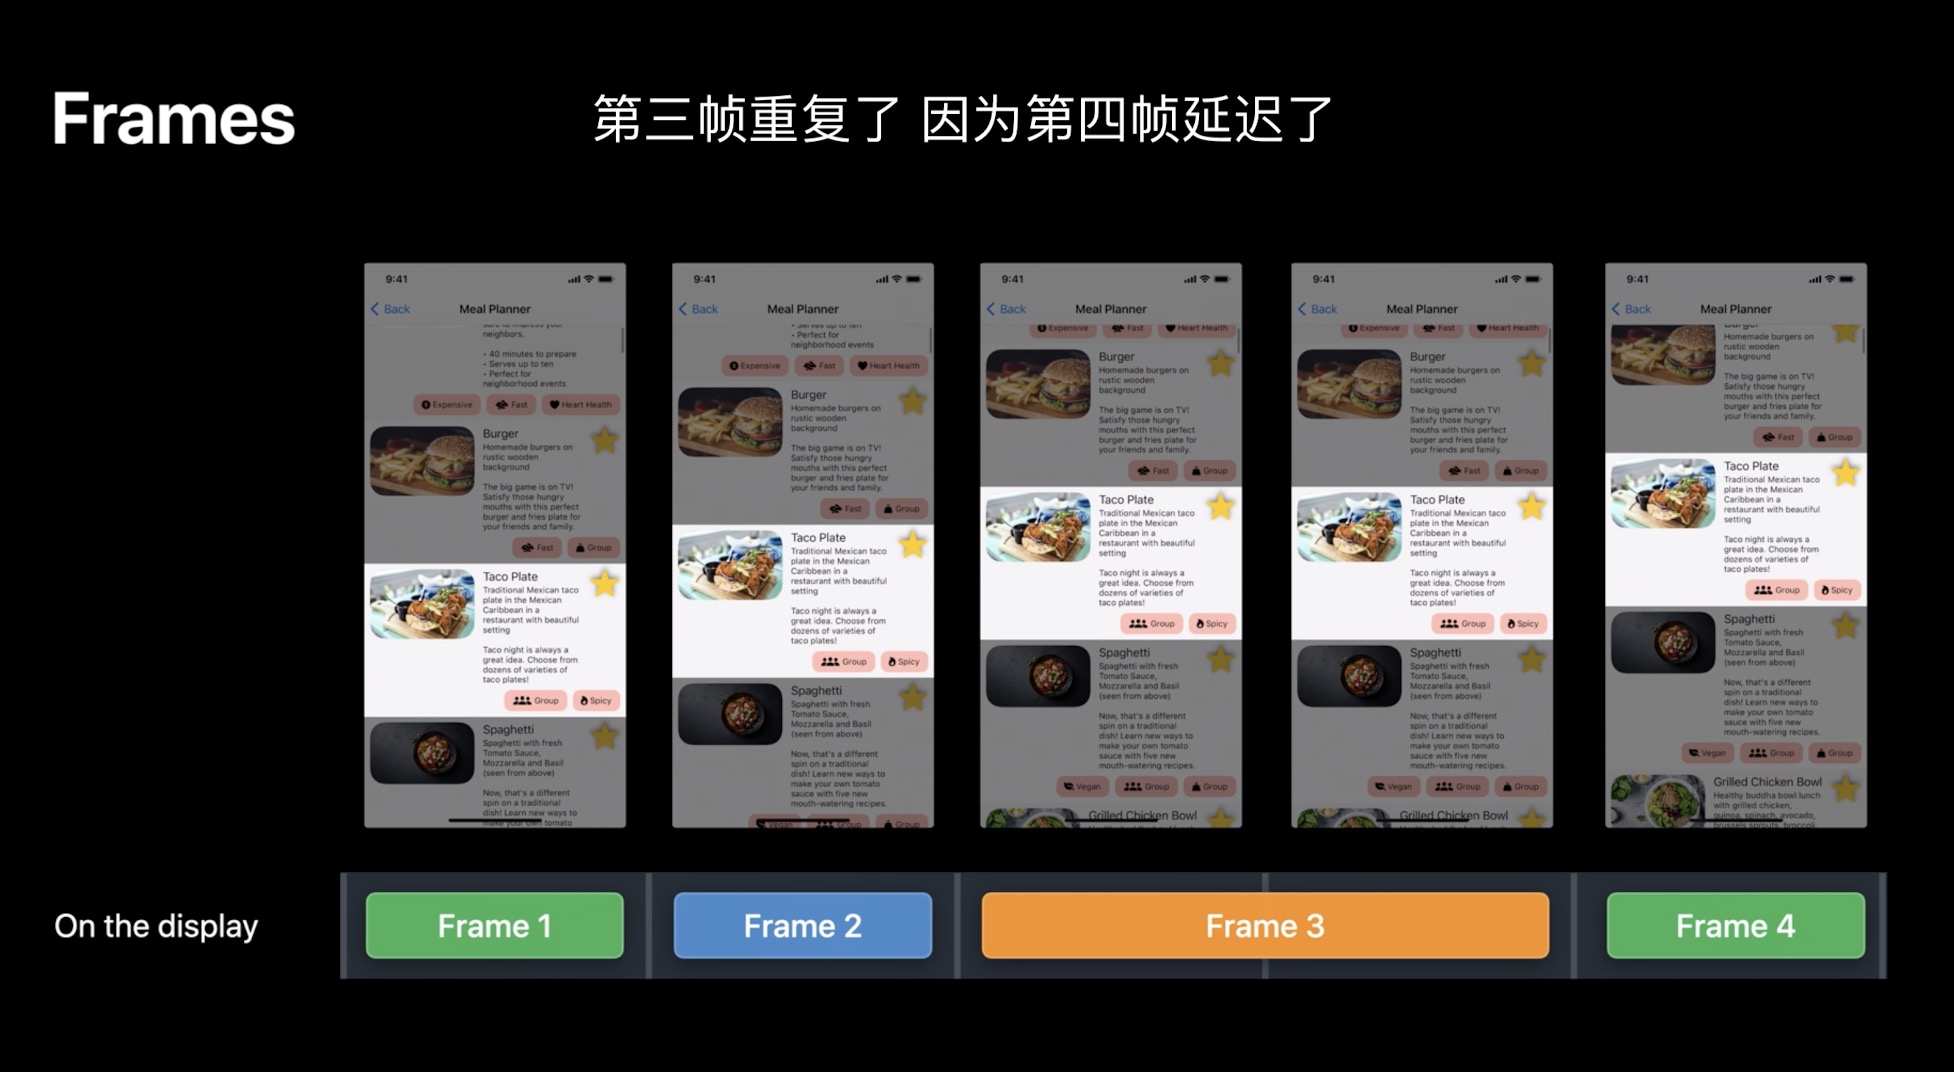 Frames
第三帧重复了 因为第四帧延迟了
9:41
Back
Meal Planner
neighbors.
• 40 minutes to prepare
• Serves up to ten
• Perfect for
neighborhood events
Expensive
Fast
Heart Health
Burger
Homemade burgers on
rustic wooden
background
The big game is on TV!
Satisfy those hungry
mouths with this perfect
burger and fries plate for
your friends and family.
Fast
Group
Taco Plate
Traditional Mexican taco
plate in the Mexican
Caribbean in a
restaurant with beautiful
setting
Taco night is always a
great idea. Choose from
dozens of varieties of
taco plates!
Group
Spicy
Spaghetti
Spaghetti with fresh
Tomato Sauce,
Mozzarella and Basil
(seen from above)
Now, that's a different
spin on a traditional
dish! Learn new ways to
make your own tomato
9:41
Back
Meal Planner
• Serves up to ten
• Perfect for
neighborhood events
Expensive
Fast
Heart Health
Burger
Homemade burgers on
rustic wooden
background
The big game is on TV!
Satisfy those hungry
mouths with this perfect
burger and fries plate for
your friends and family.
Fast
Group
Taco Plate
Traditional Mexican taco
plate in the Mexican
Caribbean in a
restaurant with beautiful
setting
Taco night is always a
great idea. Choose from
dozens of varieties of
taco plates!
Group
Spicy
Spaghetti
Spaghetti with fresh
Tomato Sauce,
Mozzarella and Basil
(seen from above)
Now, that's a different
spin on a traditional
dish! Learn new ways to
make your own tomato
sauce with five new
mouth-watering recipes.
Vegan
Group
Group
9:41
Back
Meal Planner
Expensive
Fast
Heart Health
Burger
Homemade burgers on
rustic wooden
background
The big game is on TV!
Satisfy those hungry
mouths with this perfect
burger and fries plate for
your friends and family.
Fast
Group
Taco Plate
Traditional Mexican taco
plate in the Mexican
Caribbean in a
restaurant with beautiful
setting
Taco night is always a
great idea. Choose from
dozens of varieties of
taco plates!
Group
Spicy
Spaghetti
Spaghetti with fresh
Tomato Sauce,
Mozzarella and Basil
(seen from above)
Now, that's a different
spin on a traditional
dish! Learn new ways to
make your own tomato
sauce with five new
mouth-watering recipes.
Vegan
Group
Group
Grilled Chicken Bowl
9:41
Back
Meal Planner
Expensive
Fast
Heart Health
Burger
Homemade burgers on
rustic wooden
background
The big game is on TV!
Satisfy those hungry
mouths with this perfect
burger and fries plate for
your friends and family.
Fast
Group
Taco Plate
Traditional Mexican taco
plate in the Mexican
Caribbean in a
restaurant with beautiful
setting
Taco night is always a
great idea. Choose from
dozens of varieties of
taco plates!
Group
Spicy
Spaghetti
Spaghetti with fresh
Tomato Sauce,
Mozzarella and Basil
(seen from above)
Now, that's a different
spin on a traditional
dish! Learn new ways to
make your own tomato
sauce with five new
mouth-watering recipes.
Vegan
Group
Group
Grilled Chicken Bowl
9:41
Back
Meal Planner
Burger
Homemade burgers on
rustic wooden
background
The big game is on TV!
Satisfy those hungry
mouths with this perfect
burger and fries plate for
your friends and family.
Fast
Group
Taco Plate
Traditional Mexican taco
plate in the Mexican
Caribbean in a
restaurant with beautiful
setting
Taco night is always a
great idea. Choose from
dozens of varieties of
taco plates!
Group
Spicy
Spaghetti
Spaghetti with fresh
Tomato Sauce,
Mozzarella and Basil
(seen from above)
Now, that's a different
spin on a traditional
dish! Learn new ways to
make your own tomato
sauce with five new
mouth-watering recipes.
Vegan
Group
Group
Grilled Chicken Bowl
Healthy buddha bowl lunch
with grilled chicken,
quinoa, spinach, avocado,
brussels sprouts, broccoli
On the display
Frame 1
Frame 2
Frame 3
Frame 4